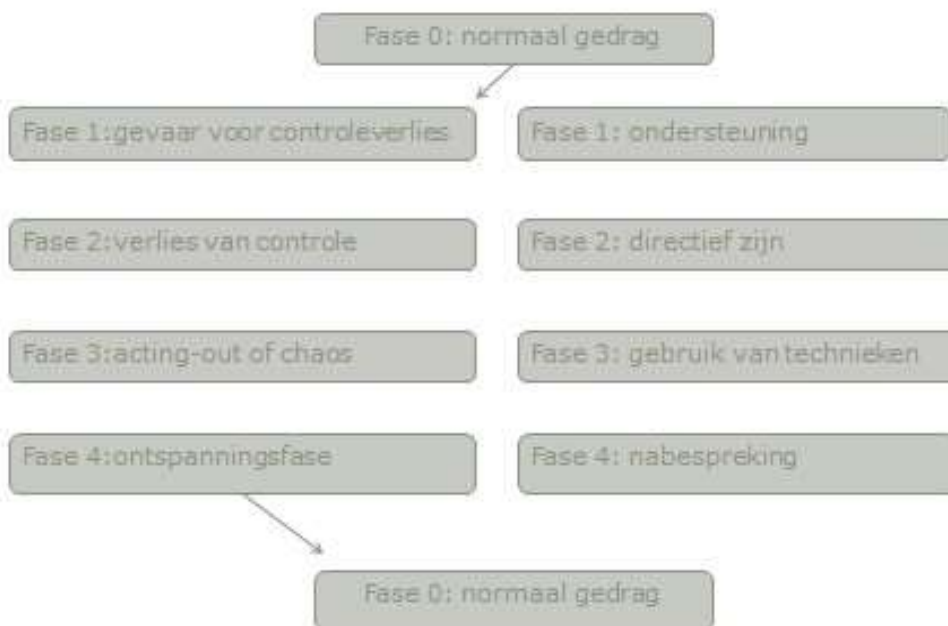 Fase 0: normaal gedrag
Fase 1:gevaar voor controleverlies
Fase 1: ondersteuning
Fase 2:verlies van controle
Fase 2: directief zijn
Fase 3:acting-out of chaos
Fase 3: gebruik van technieken
Fase 4:ontspanningsfase
Fase 4: nabespreking
Fase 0: normaal gedrag